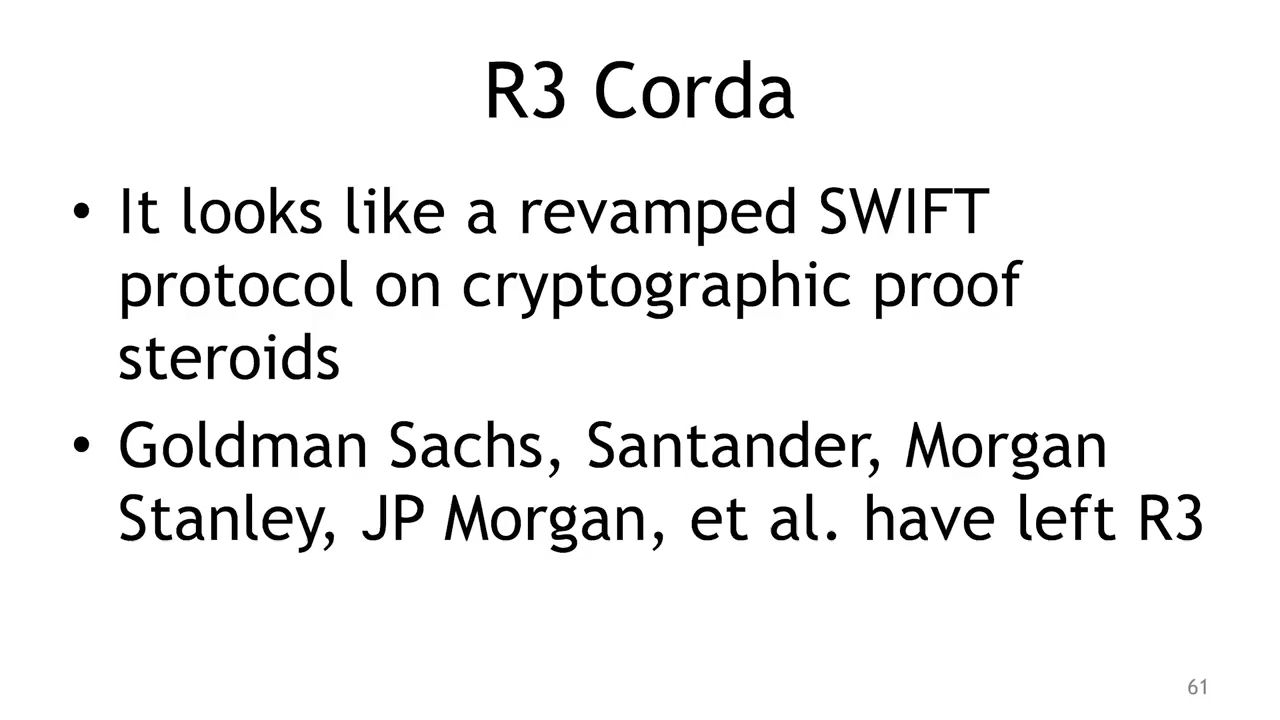 R3 Corda
• It looks like a revamped SWIFT
protocol on cryptographic proof
steroids
• Goldman Sachs, Santander, Morgan
Stanley, JP Morgan, et al. have left R3
61